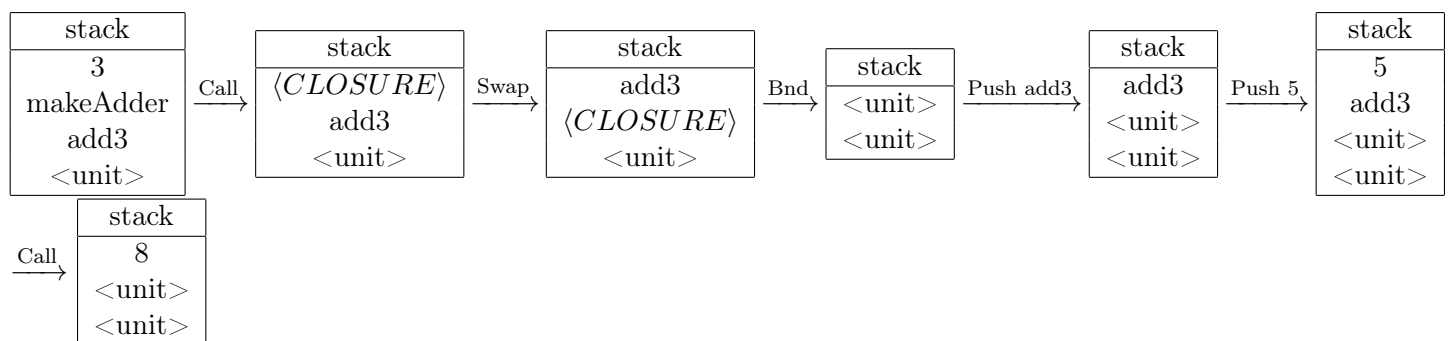 stack
3
makeAdder
add3
<unit>
Call
stack
⟨CLOSURE⟩
add3
<unit>
Swap
stack
add3
⟨CLOSURE⟩
<unit>
Bnd
stack
<unit>
<unit>
Push add3
stack
add3
<unit>
<unit>
Push 5
stack
5
add3
<unit>
<unit>
Call
stack
8
<unit>
<unit>